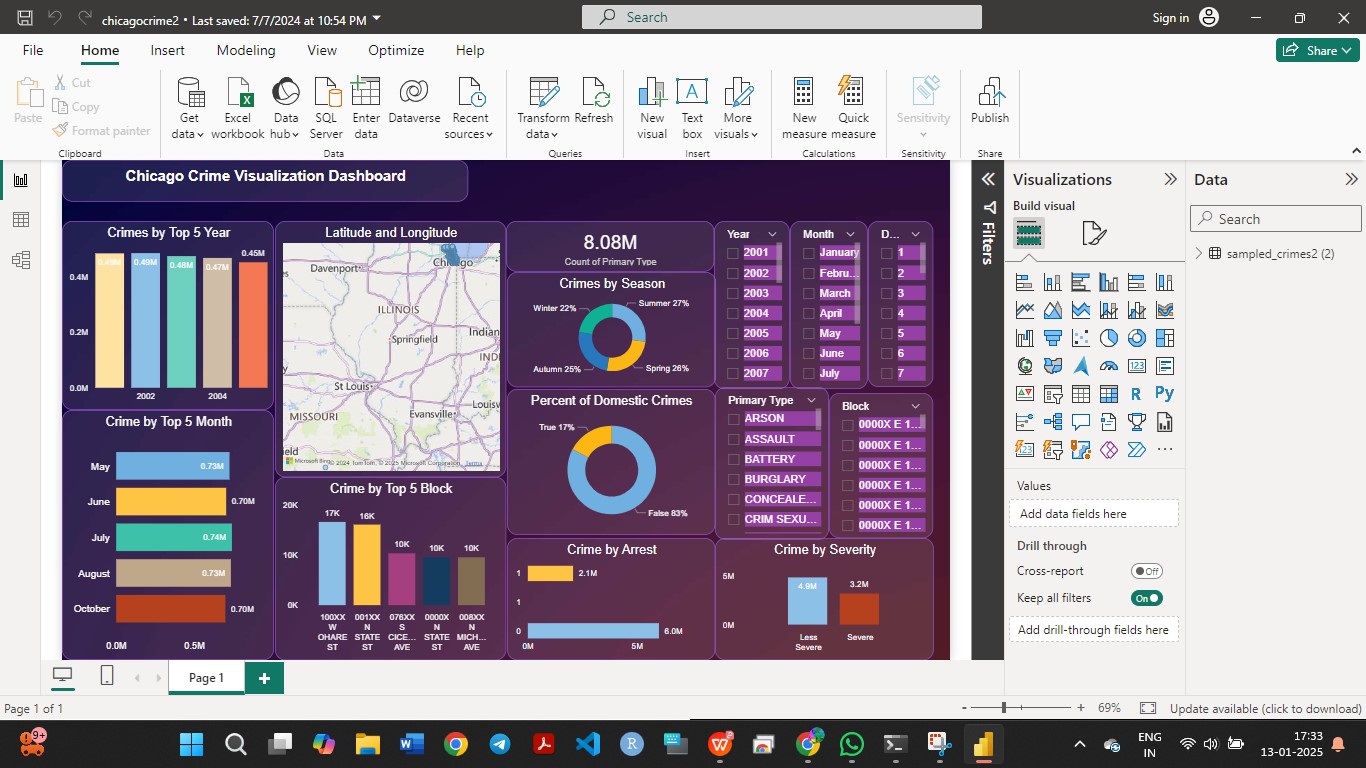 chicagocrime2 • Last saved: 7/7/2024 at 10:54 PM
Search
Sign in
File
Home
Insert
Modeling
View
Optimize
Help
Share
Paste
Cut
Copy
Format painter
Get data
Excel workbook
Data hub
SQL Server
Enter data
Dataverse
Recent sources
Transform data
Refresh
New visual
Text box
More visuals
New measure
Quick measure
Sensitivity
Publish
Clipboard
Data
Queries
Insert
Calculations
Sensitivity
Share
Chicago Crime Visualization Dashboard
Crimes by Top 5 Year
0.49M
0.48M
0.47M
0.45M
0.4M
0.2M
0.0M
2002
2004
Crime by Top 5 Month
May
0.73M
June
0.70M
July
0.74M
August
0.73M
October
0.70M
0.0M
0.5M
Latitude and Longitude
Davenport
Chicago
ILLINOIS
Indian
IND
Springfield
St Louis
MISSOURI
Evansville
Louisv
ield
Microsoft Bing
© 2024 TomTom, © 2025 Microsoft Corporation
Terms
Crime by Top 5 Block
20K
10K
0K
17K
16K
10K
10K
10K
100XX W OHARE ST
001XX N STATE ST
076XX S CICE... AVE
0000X N STATE ST
008XX N MICH... AVE
8.08M
Count of Primary Type
Crimes by Season
Winter 22%
Summer 27%
Autumn 25%
Spring 26%
Percent of Domestic Crimes
True 17%
False 83%
Crime by Arrest
1
2.1M
1
0
6.0M
0M
5M
Year
2001
2002
2003
2004
2005
2006
2007
Month
January
Febru...
March
April
May
June
July
D...
1
2
3
4
5
6
7
Primary Type
ARSON
ASSAULT
BATTERY
BURGLARY
CONCEALE...
CRIM SEXU...
Block
0000X E 1...
0000X E 1...
0000X E 1...
0000X E 1...
0000X E 1...
0000X E 1...
Crime by Severity
5M
0M
4.9M
3.2M
Less Severe
Severe
Filters
Visualizations
Build visual
123
R
Py
123
Values
Add data fields here
Drill through
Cross-report
Off
Keep all filters
On
Add drill-through fields here
Data
Search
sampled_crimes2 (2)
Page 1
Page 1 of 1
69%
Update available (click to download)
9+
ENG
IN
17:33
13-01-2025